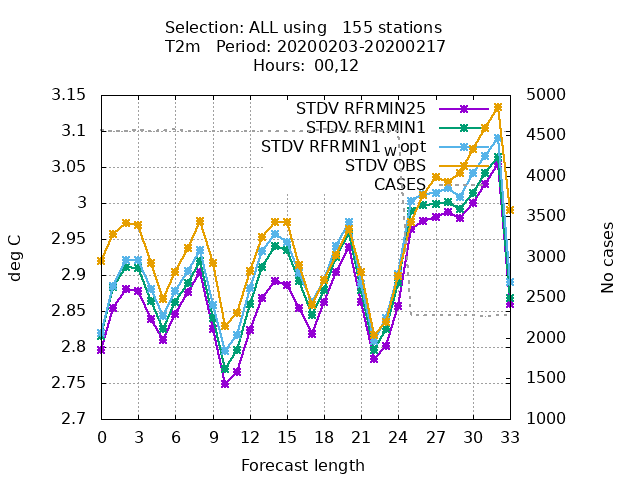 Selection: ALL using   155 stations
T2m   Period: 20200203-20200217
Hours:  00,12
3.15
3.1
3.05
3
2.95
2.9
2.85
2.8
2.75
2.7
deg C
STDV RFRMIN25
STDV RFRMIN1
STDV RFRMIN1_Wopt
STDV OBS
CASES
5000
4500
4000
3500
3000
2500
2000
1500
1000
No cases
0 3 6 9 12 15 18 21 24 27 30 33
Forecast length